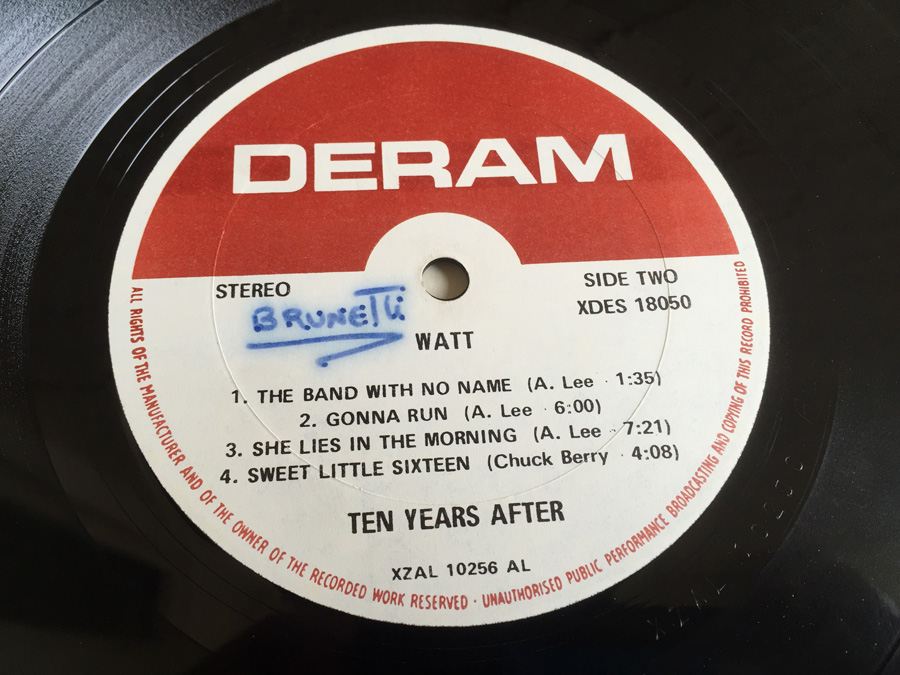 DERAM
STEREO
SIDE TWO
XDES 18050
BRUNETTI
WATT
1. THE BAND WITH NO NAME (A. Lee · 1:35)
2. GONNA RUN (A. Lee · 6:00)
3. SHE LIES IN THE MORNING (A. Lee · 7:21)
4. SWEET LITTLE SIXTEEN (Chuck Berry · 4:08)
TEN YEARS AFTER
XZAL 10256 AL
ALL RIGHTS OF THE MANUFACTURER AND OF THE OWNER OF THE RECORDED WORK RESERVED · UNAUTHORISED PUBLIC PERFORMANCE BROADCASTING AND COPYING OF THIS RECORD PROHIBITED